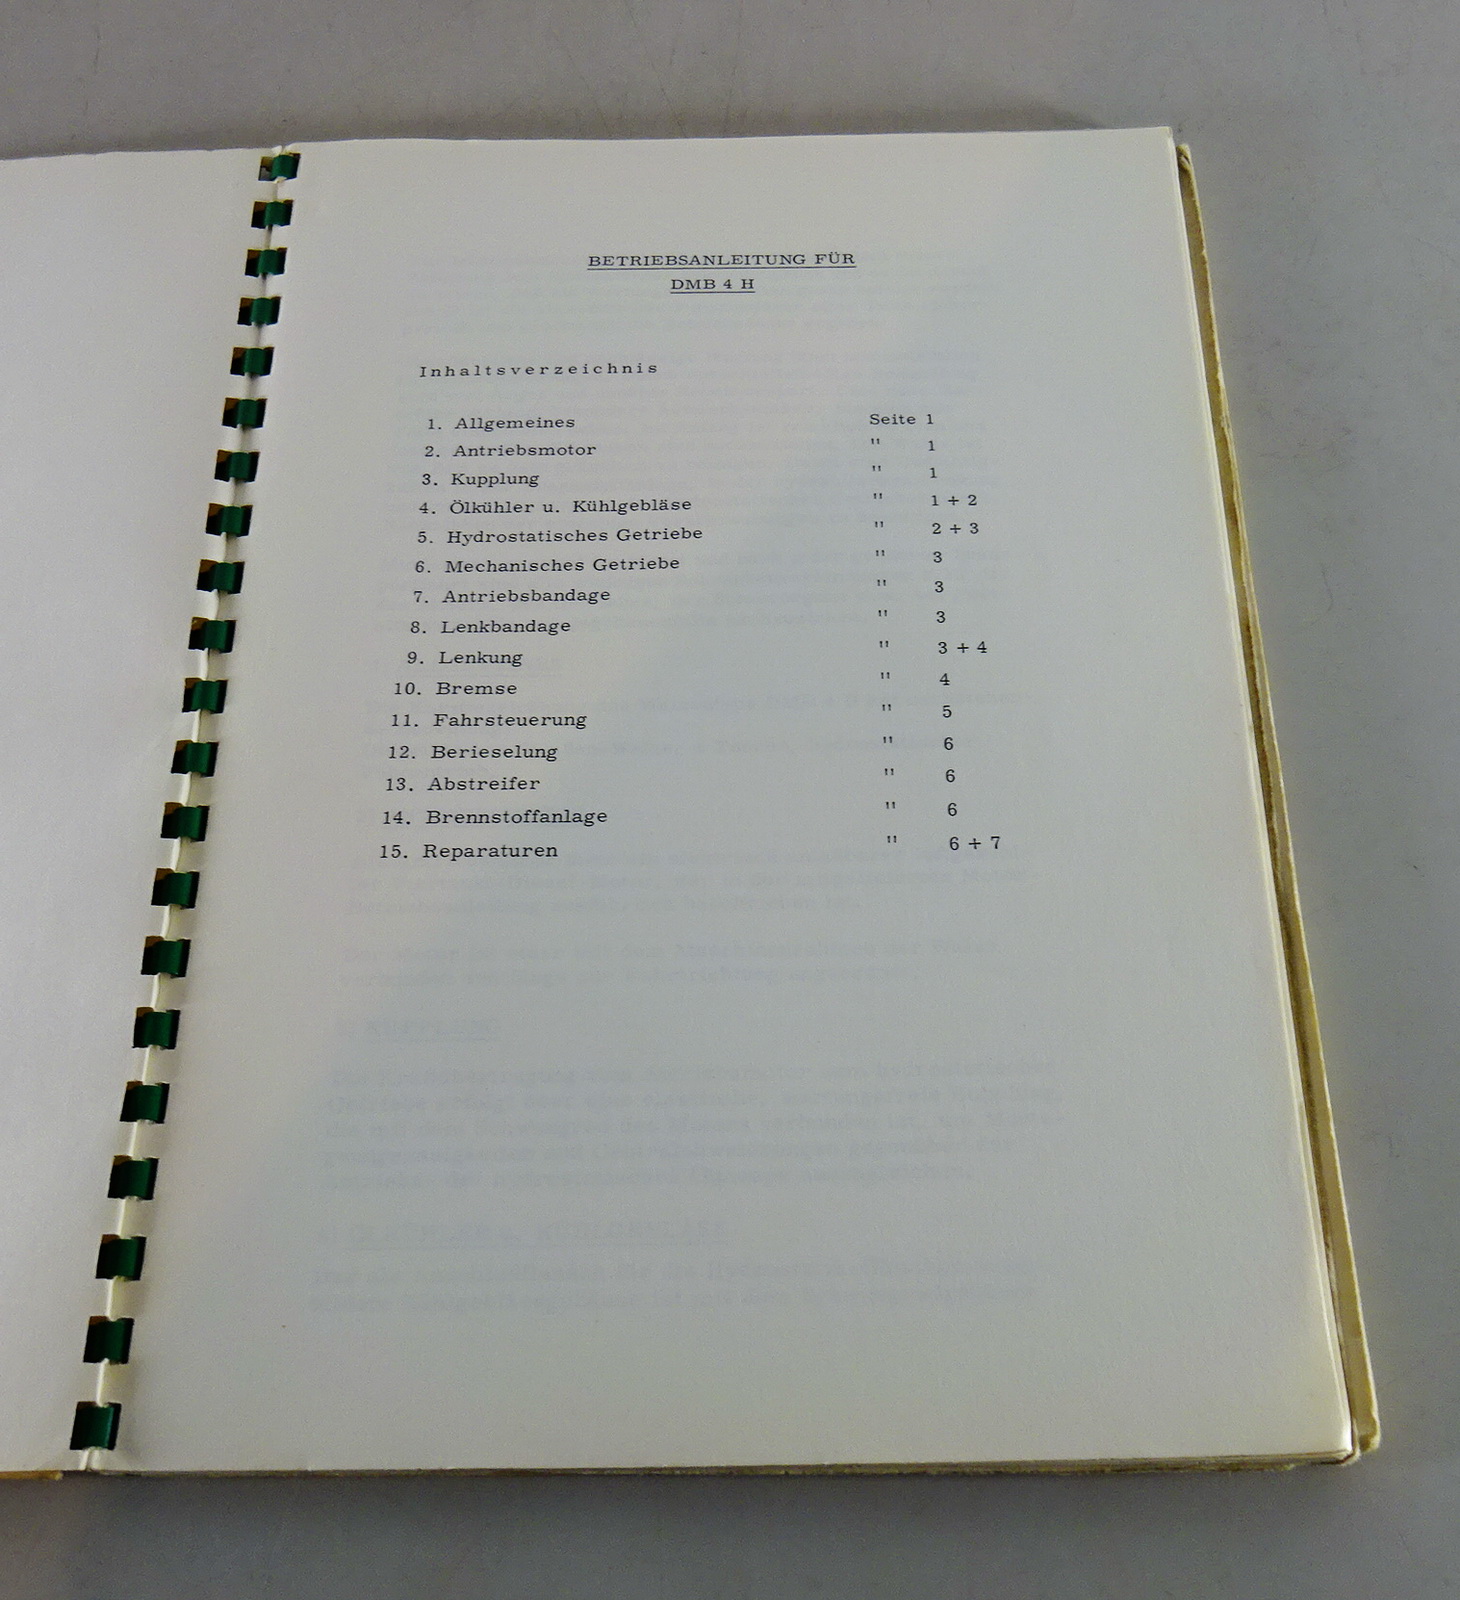 BETRIEBSANLEITUNG FÜR
DMB 4 H
Inhaltsverzeichnis
1. Allgemeines Seite 1
2. Antriebsmotor " 1
3. Kupplung " 1
4. Ölkühler u. Kühlgebläse " 1 + 2
5. Hydrostatisches Getriebe " 2 + 3
6. Mechanisches Getriebe " 3
7. Antriebsbandage " 3
8. Lenkbandage " 3
9. Lenkung " 3 + 4
10. Bremse " 4
11. Fahrsteuerung " 5
12. Berieselung " 6
13. Abstreifer " 6
14. Brennstoffanlage " 6
15. Reparaturen " 6 + 7